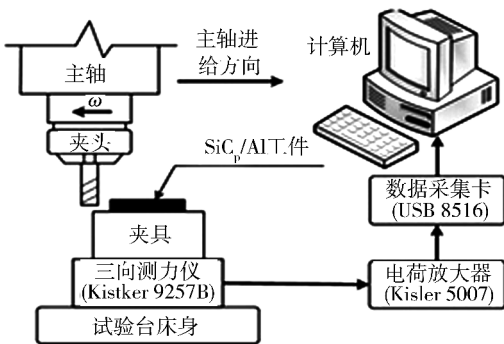 主轴
ω
夹头
主轴进
给方向
计算机
SiCp/Al工件
数据采集卡
(USB 8516)
夹具
三向测力仪
(Kistker 9257B)
电荷放大器
(Kisler 5007)
试验台床身